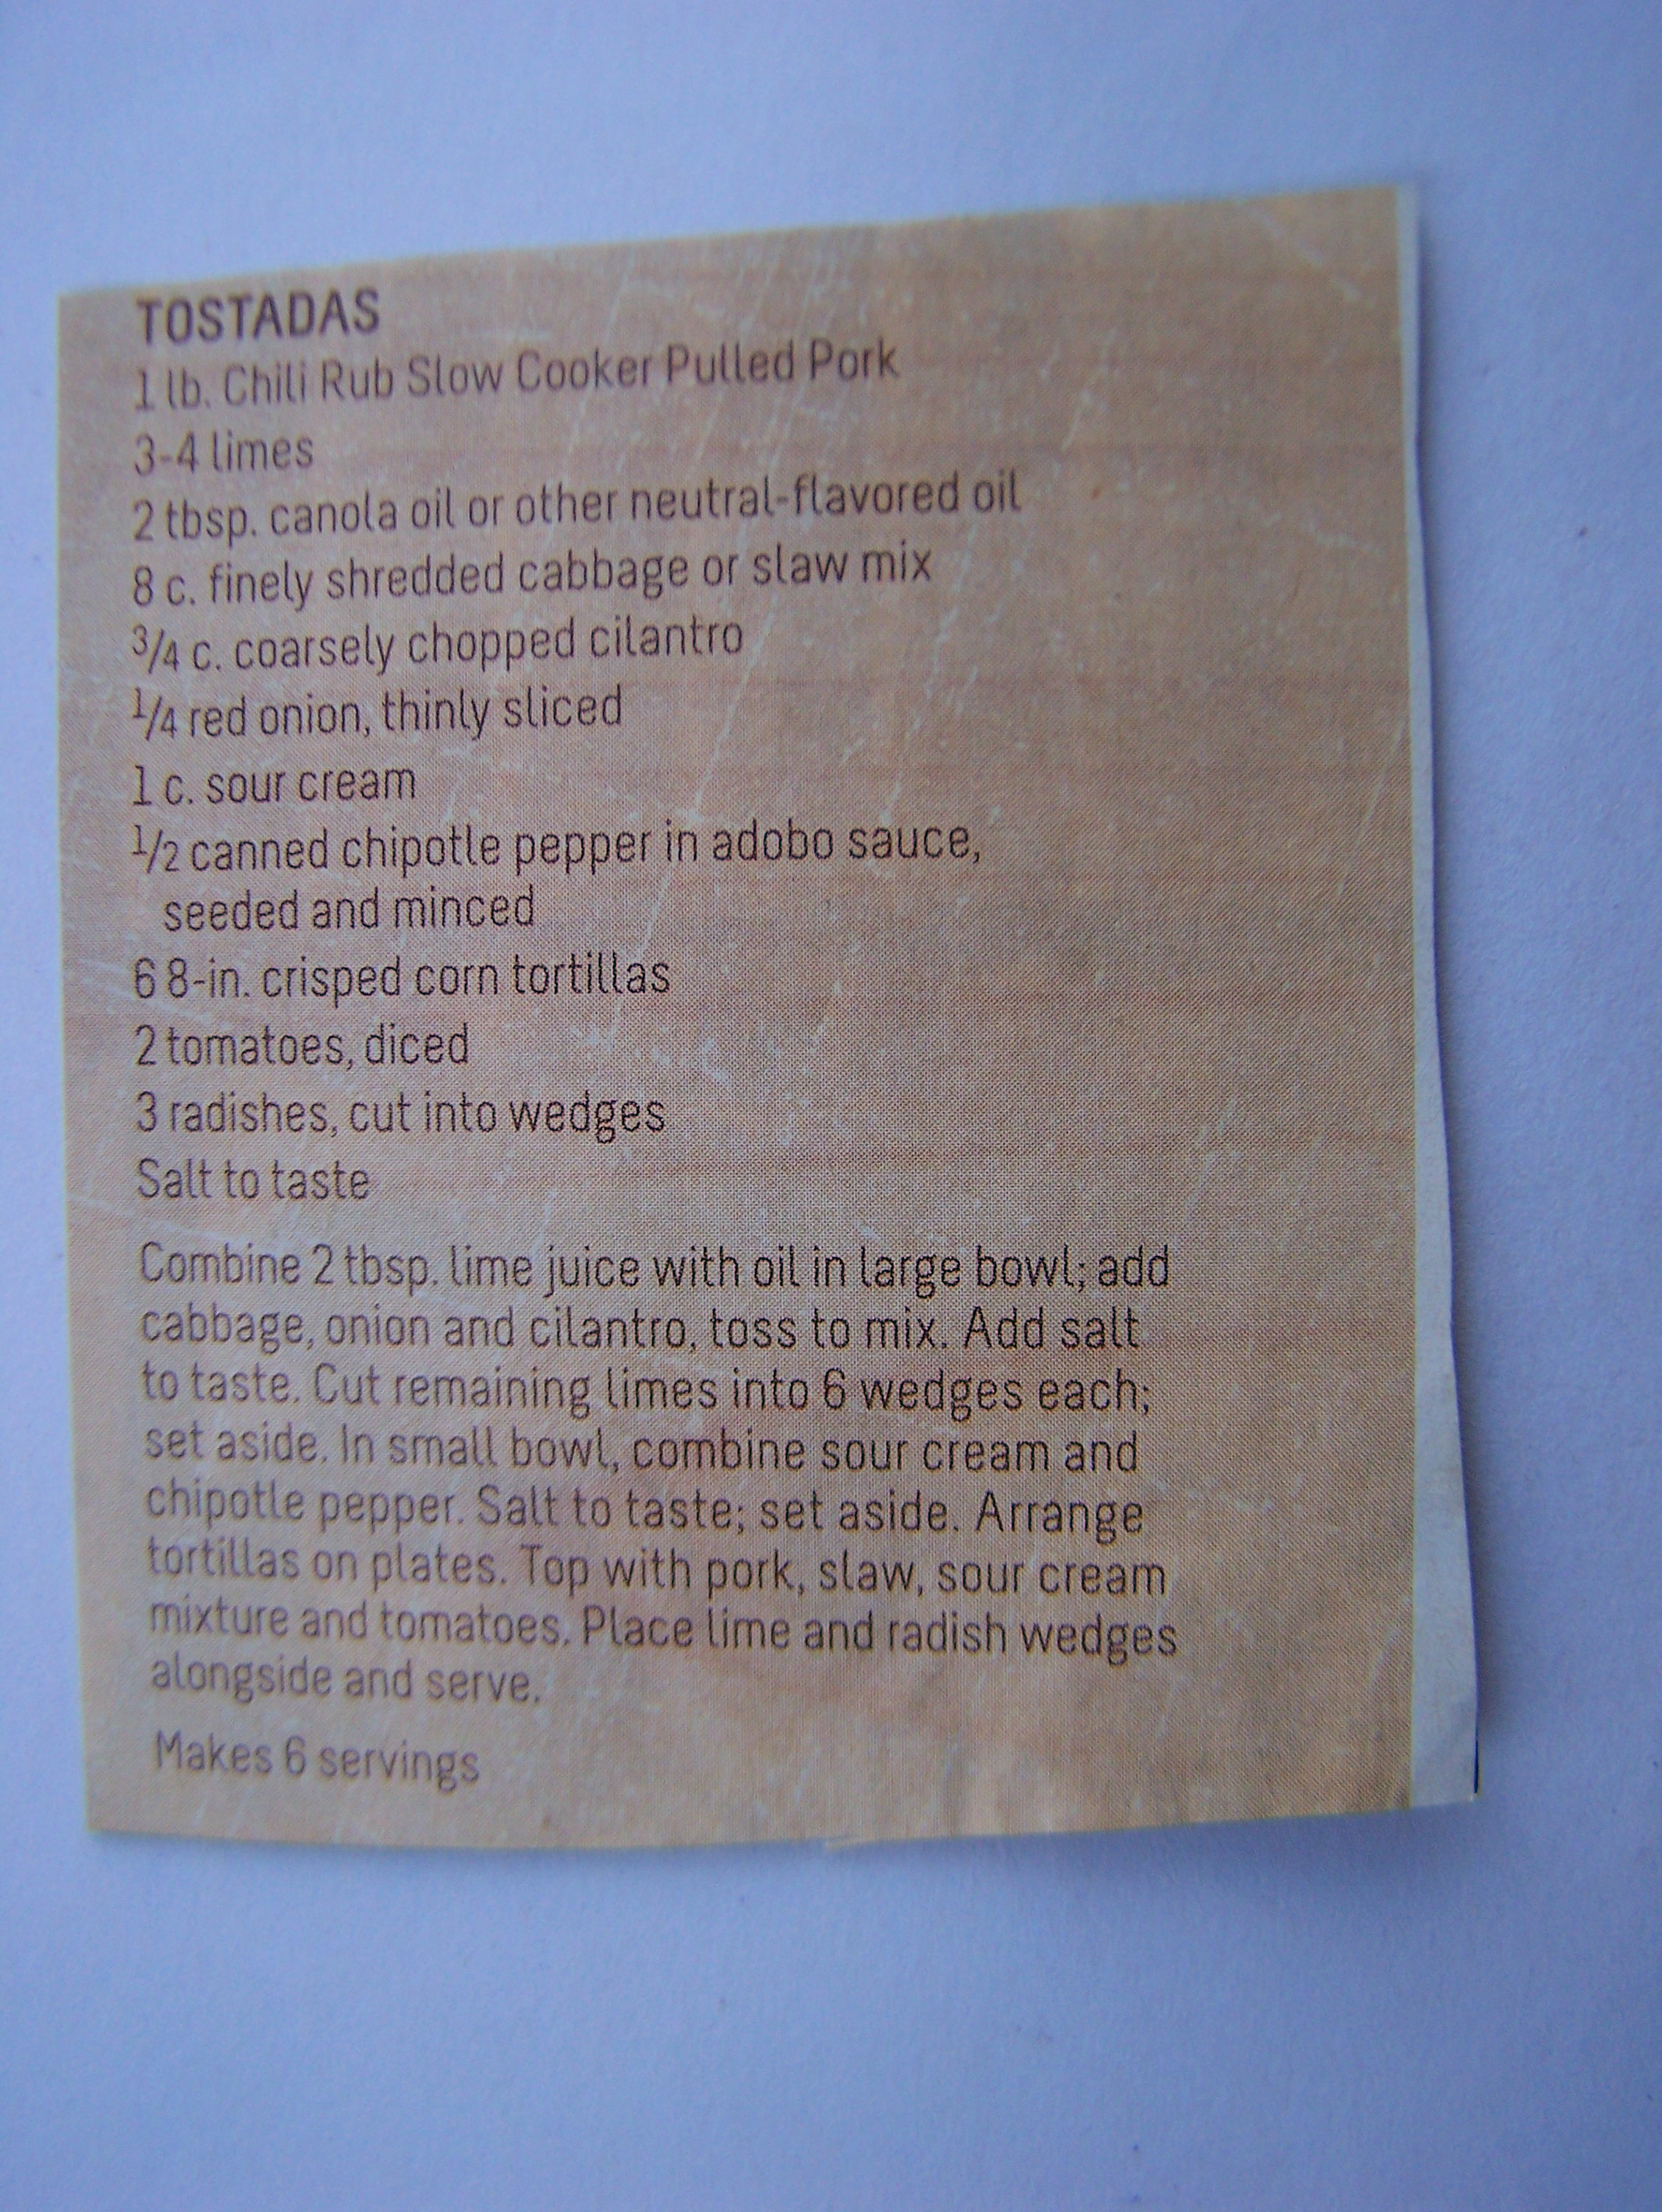 TOSTADAS
1 lb. Chili Rub Slow Cooker Pulled Pork
3-4 limes
2 tbsp. canola oil or other neutral-flavored oil
8 c. finely shredded cabbage or slaw mix
3/4 c. coarsely chopped cilantro
1/4 red onion, thinly sliced
1 c. sour cream
1/2 canned chipotle pepper in adobo sauce,
seeded and minced
6 8-in. crisped corn tortillas
2 tomatoes, diced
3 radishes, cut into wedges
Salt to taste
Combine 2 tbsp. lime juice with oil in large bowl; add
cabbage, onion and cilantro, toss to mix. Add salt
to taste. Cut remaining limes into 6 wedges each;
set aside. In small bowl, combine sour cream and
chipotle pepper. Salt to taste; set aside. Arrange
tortillas on plates. Top with pork, slaw, sour cream
mixture and tomatoes. Place lime and radish wedges
alongside and serve.
Makes 6 servings